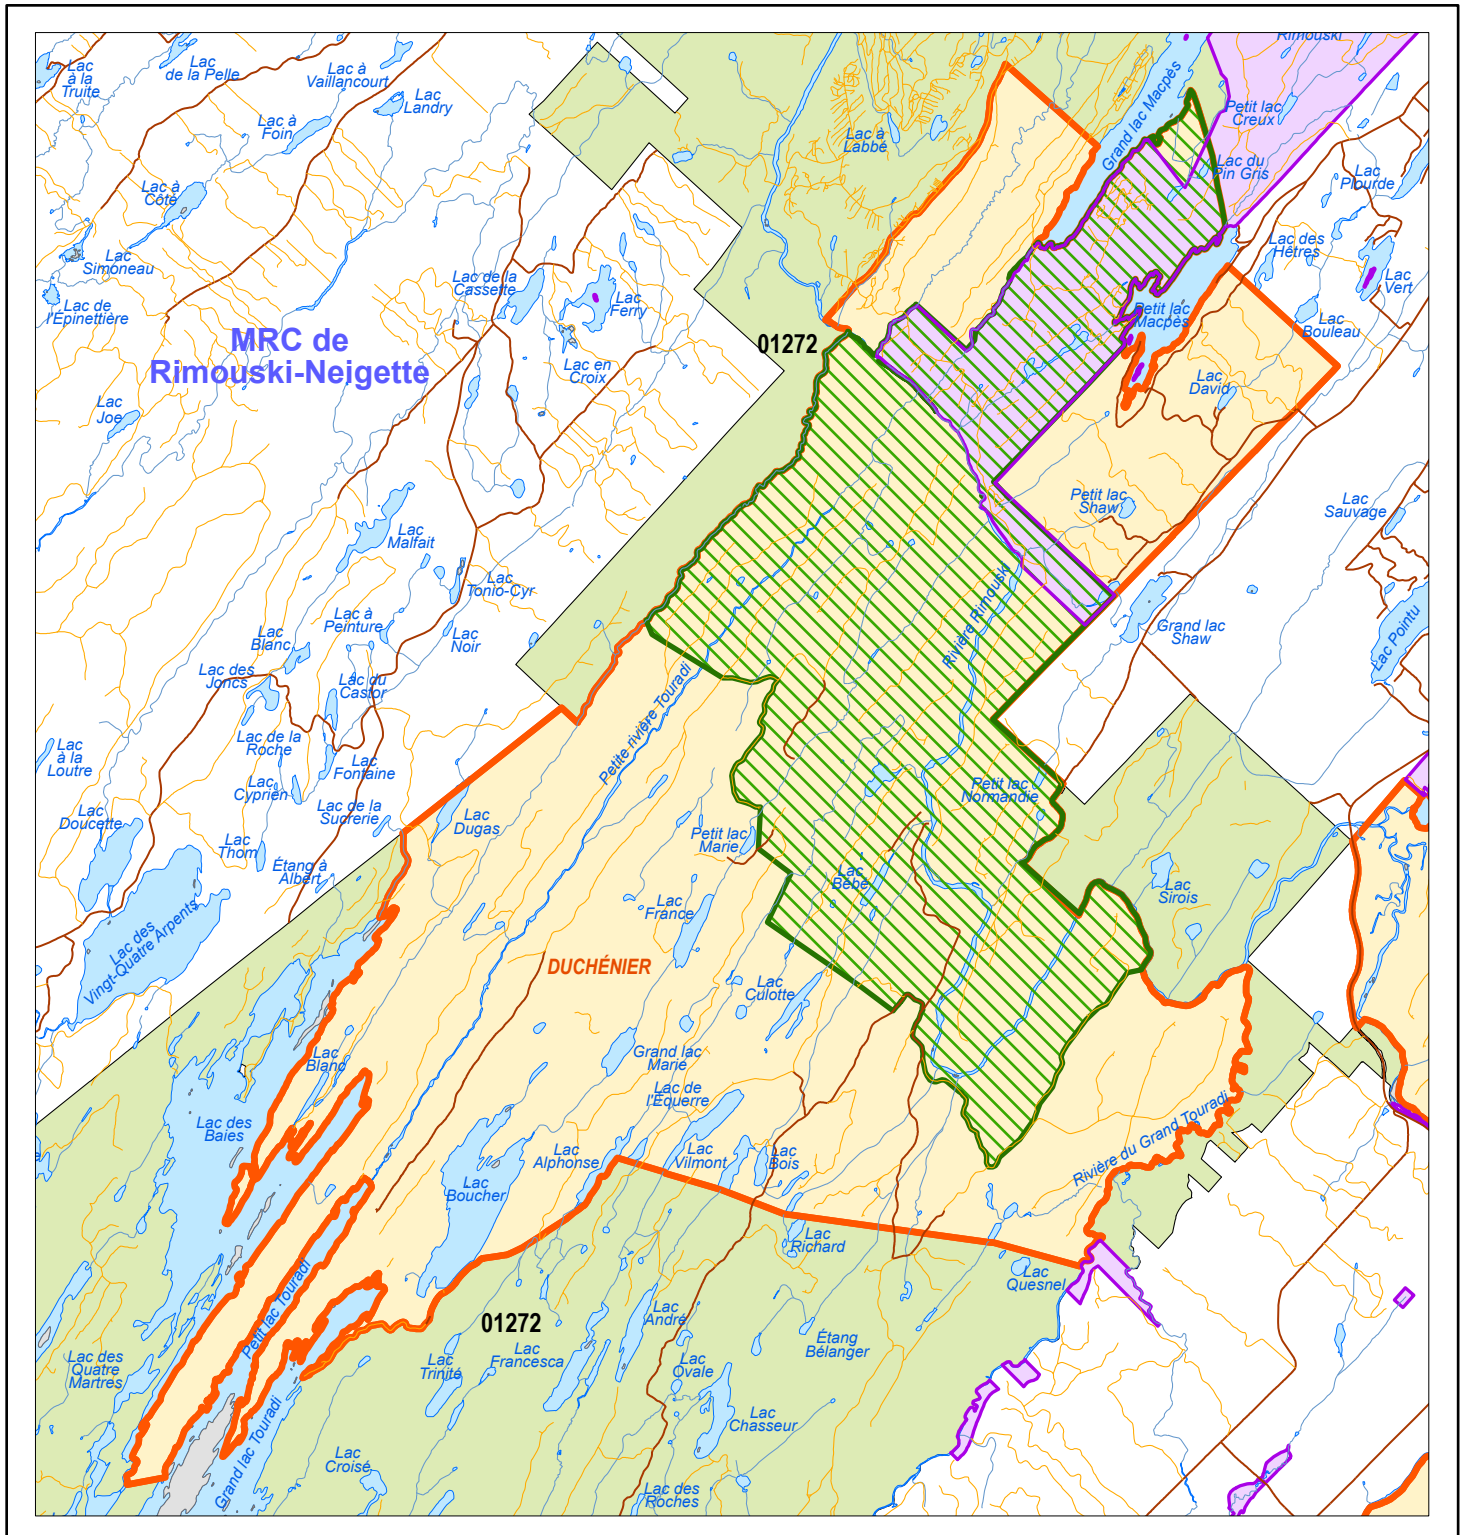 Lac
à la
Truite
Lac
de la Pelle
Lac à
Vaillancourt
Lac
Landry
Lac à
Foin
Lac à
Labbé
Grand lac Macpès
Rimouski
Petit lac
Creux
Lac du
Pin Gris
Lac
Plourde
Lac à
Côté
Lac
Simoneau
Lac de
l'Épinettière
Lac de la
Cassette
Lac
Ferry
Lac des
Hêtres
Lac
Vert
Petit lac
Macpès
Lac
Bouleau
MRC de
Rimouski-Neigette
01272
Lac en
Croix
Lac
David
Lac
Joe
Petit lac
Shaw
Lac
Sauvage
Lac
Malfait
Lac
Tonio-Cyr
Rivière Rimouski
Grand lac
Shaw
Lac Pointu
Lac à
Peinture
Lac
Blanc
Lac
Noir
Lac des
Joncs
Lac du
Castor
Petite rivière Touradi
Lac
à la
Loutre
Lac de la
Roche
Lac
Fontaine
Lac
Cyprien
Lac de la
Sucrerie
Lac
Doucette
Lac
Thom
Étang à
Albert
Lac
Dugas
Petit lac
Marie
Petit lac
Normandie
Lac
Bébé
Lac
Sirois
Lac
France
Lac des
Vingt-Quatre Arpents
DUCHÉNIER
Lac
Culotte
Lac
Blanc
Grand lac
Marie
Lac de
l'Équerre
Lac des
Baies
Lac
Alphonse
Lac
Vilmont
Lac
Bois
Rivière du Grand Touradi
Lac
Boucher
Lac
Richard
Lac
Quesnel
Petit lac Touradi
01272
Lac
André
Étang
Bélanger
Lac des
Quatre
Martres
Lac
Trinité
Lac
Francesca
Lac
Ovale
Lac
Chasseur
Grand lac Touradi
Lac
Croisé
Lac des
Roches